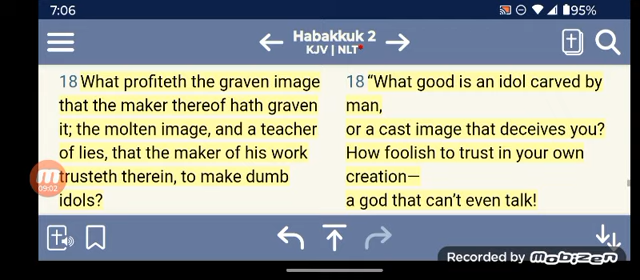 7:06
95%
Habakkuk 2
KJV | NLT
18 What profiteth the graven image
that the maker thereof hath graven
it; the molten image, and a teacher
of lies, that the maker of his work
trusteth therein, to make dumb
idols?
18 “What good is an idol carved by
man,
or a cast image that deceives you?
How foolish to trust in your own
creation—
a god that can’t even talk!
09:02
Recorded by Mobizen